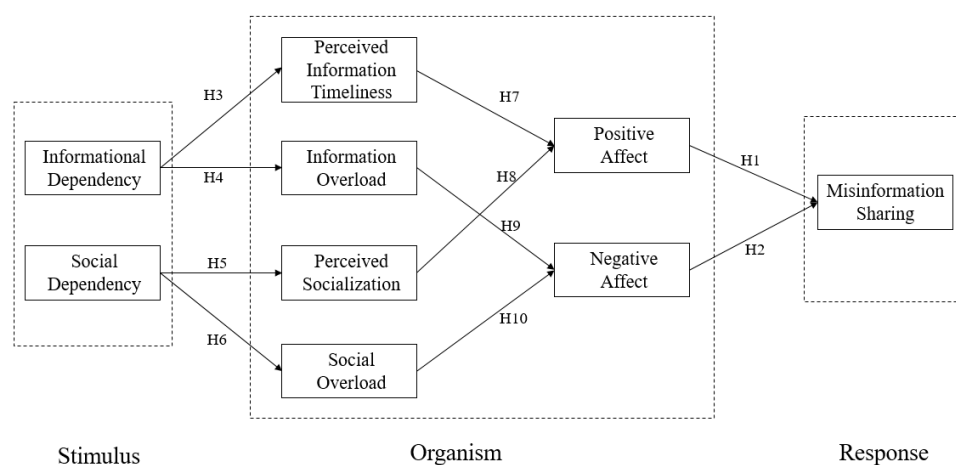 Perceived
Information
Timeliness
H3
H7
Informational
Dependency
H4
Information
Overload
Positive
Affect
H1
H8
Misinformation
Sharing
H9
Social
Dependency
H5
Perceived
Socialization
Negative
Affect
H2
H6
H10
Social
Overload
Stimulus
Organism
Response